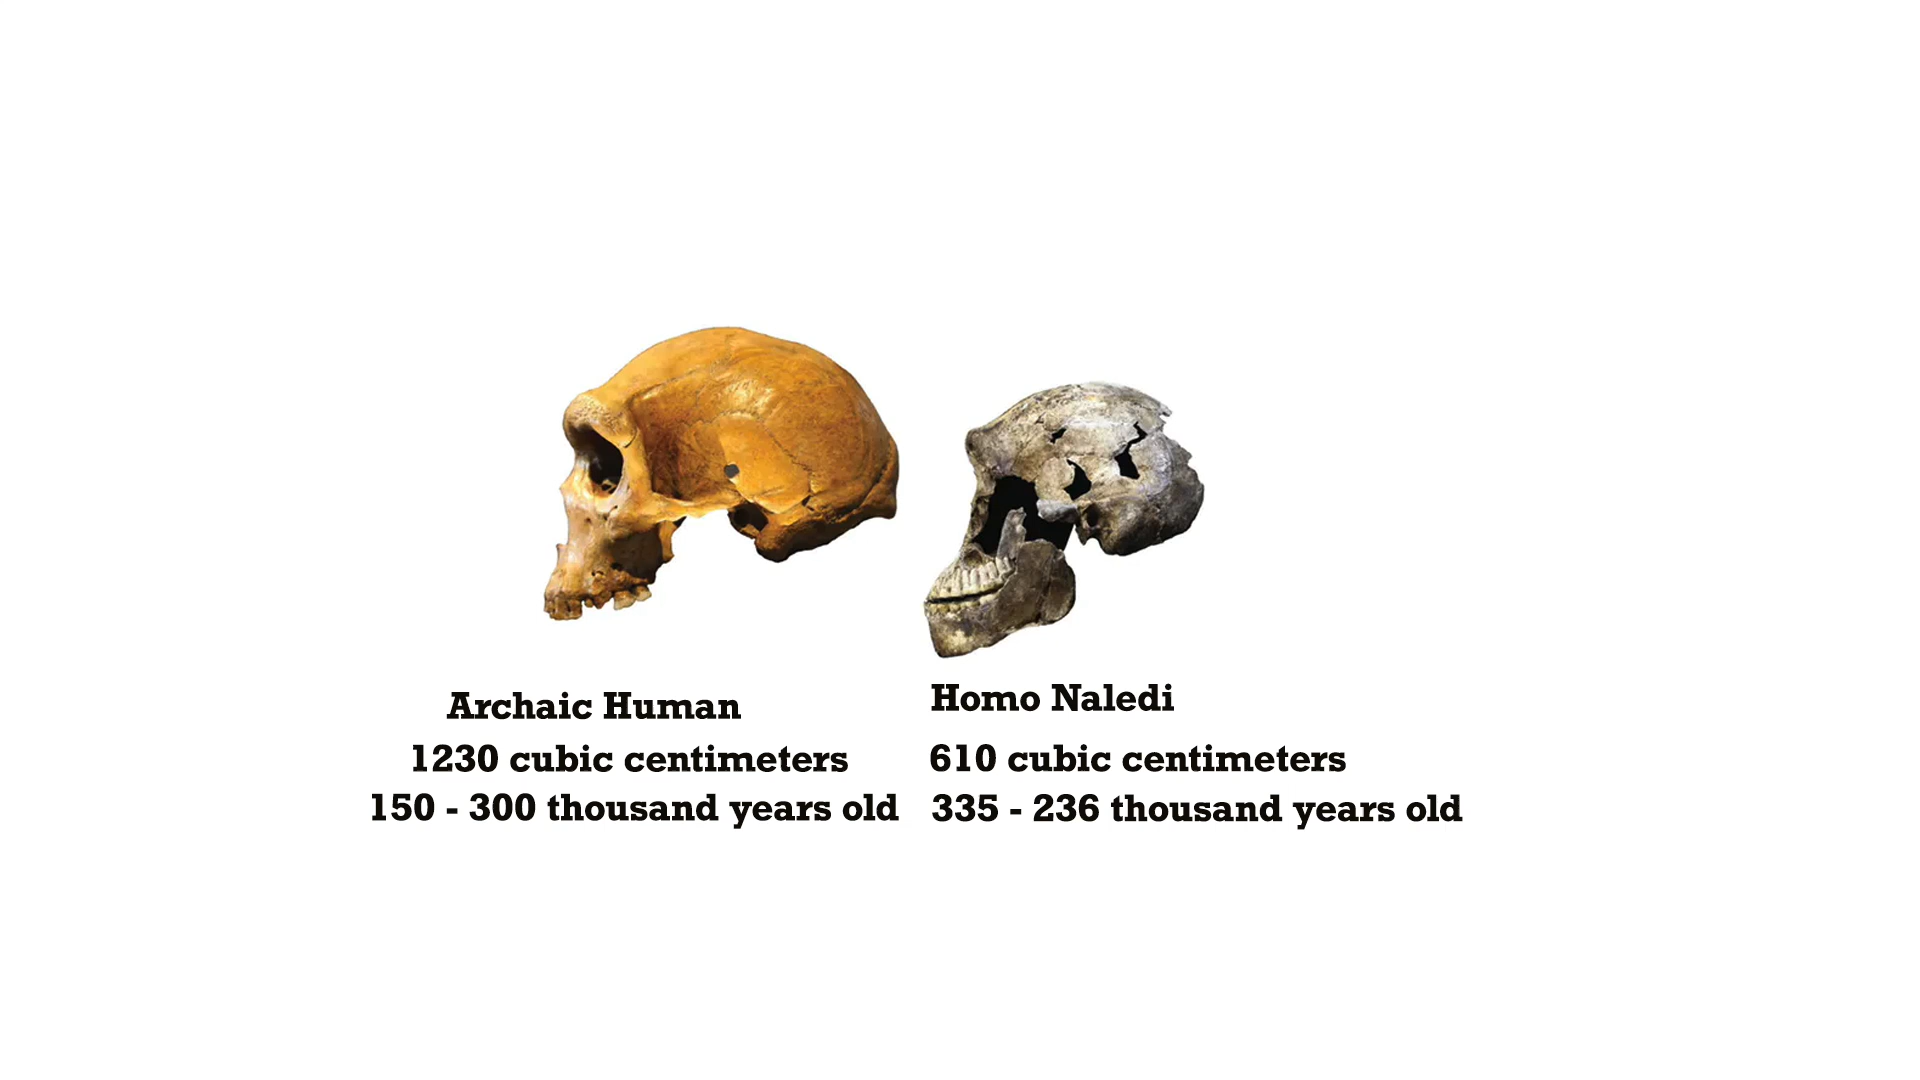 Archaic Human
1230 cubic centimeters
150 - 300 thousand years old
Homo Naledi
610 cubic centimeters
335 - 236 thousand years old